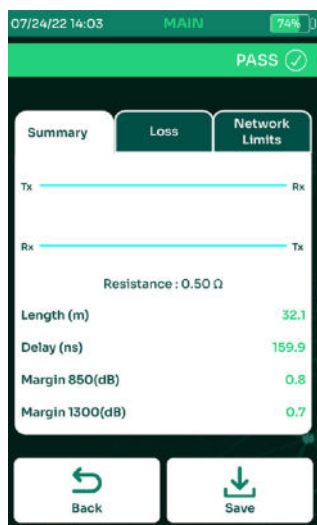 07/24/22 14:03 MAIN 74%
PASS
Summary Loss Network Limits
Tx Rx
Rx Tx
Resistance : 0.50 Ω
Length (m) 32.1
Delay (ns) 159.9
Margin 850(dB) 0.8
Margin 1300(dB) 0.7
Back Save